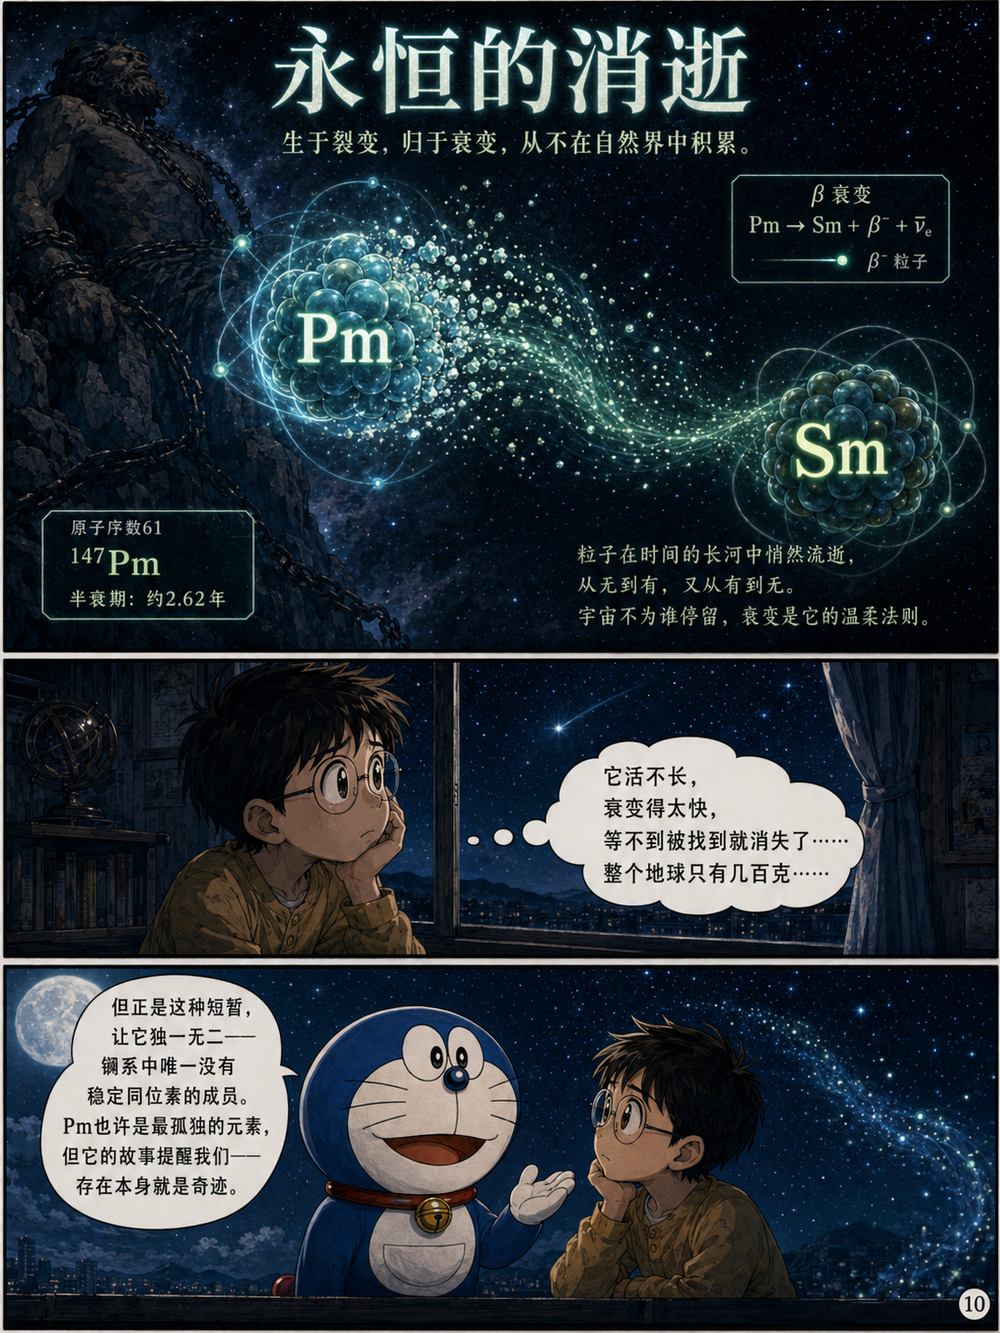 永恒的消逝
生于裂变，归于衰变，从不在自然界中积累。
β 衰变
Pm → Sm + β⁻ + ν̄ₑ
β⁻ 粒子
Pm
Sm
原子序数61
¹⁴⁷Pm
半衰期：约2.62年
粒子在时间的长河中悄然流逝，
从无到有，又从有到无。
宇宙不为谁停留，衰变是它的温柔法则。
它活不长，
衰变得太快，
等不到被找到就消失了……
整个地球只有几百克……
但正是这种短暂，
让它独一无二——
镧系中唯一没有
稳定同位素的成员。
Pm也许是最孤独的元素，
但它的故事提醒我们——
存在本身就是奇迹。
10